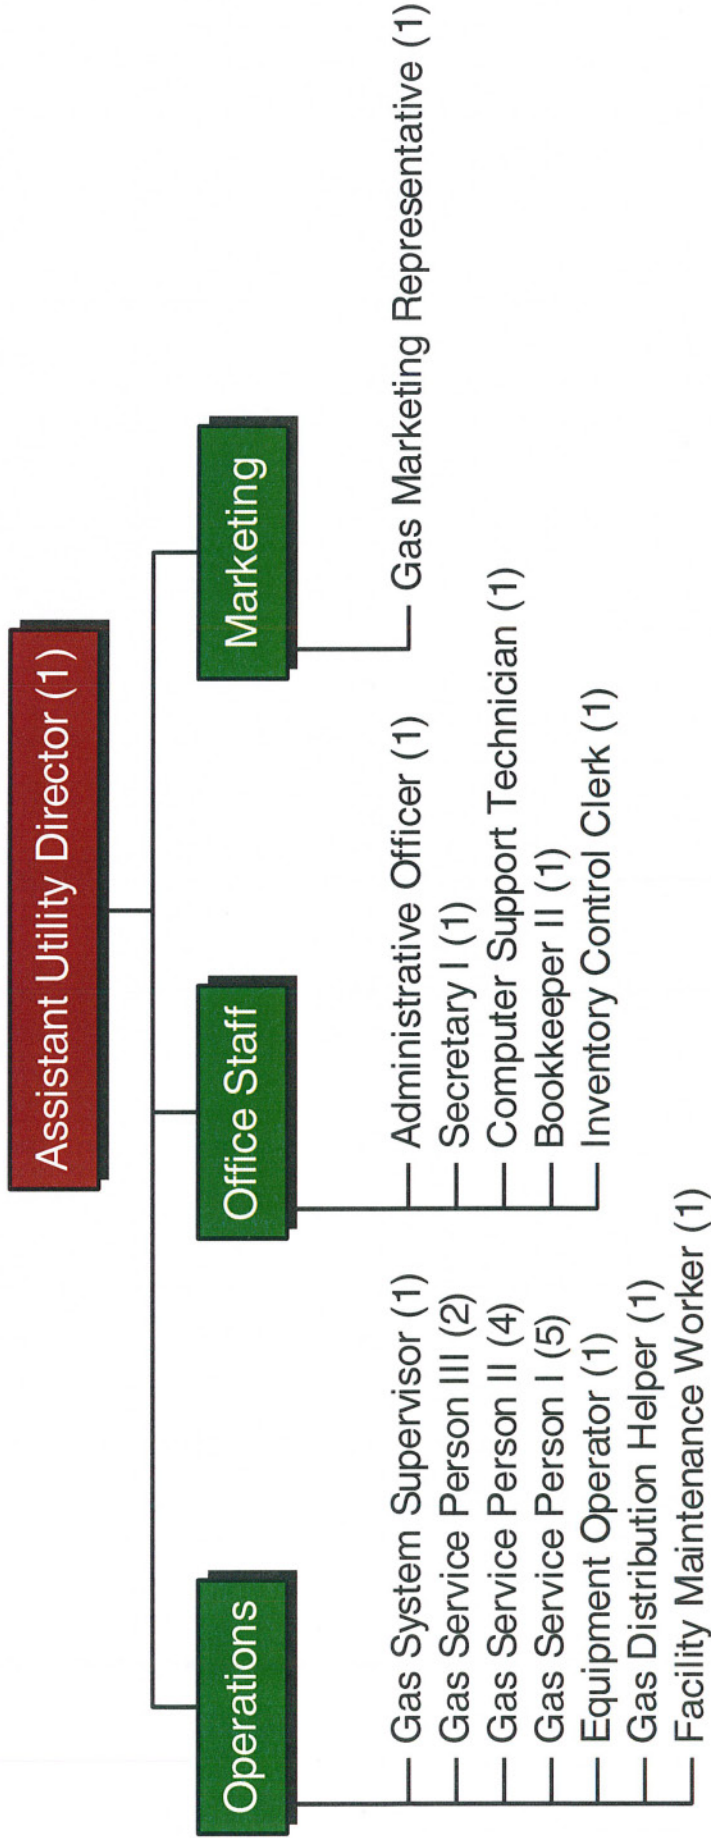 Assistant Utility Director (1)
Operations
Gas System Supervisor (1)
Gas Service Person III (2)
Gas Service Person II (4)
Gas Service Person I (5)
Equipment Operator (1)
Gas Distribution Helper (1)
Facility Maintenance Worker (1)
Office Staff
Administrative Officer (1)
Secretary I (1)
Computer Support Technician (1)
Bookkeeper II (1)
Inventory Control Clerk (1)
Marketing
Gas Marketing Representative (1)